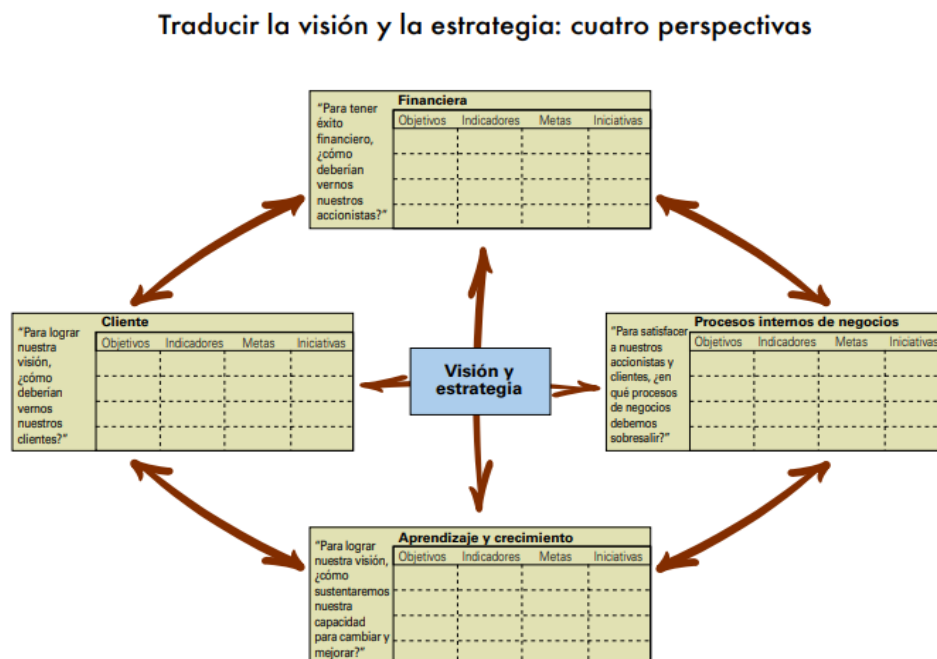 Traducir la visión y la estrategia: cuatro perspectivas
Financiera
“Para tener
éxito
financiero,
¿cómo
deberían
vernos
nuestros
accionistas?”
Objetivos Indicadores Metas Iniciativas
Cliente
“Para lograr
nuestra
visión,
¿cómo
deberían
vernos
nuestros
clientes?”
Objetivos Indicadores Metas Iniciativas
Visión y
estrategia
Procesos internos de negocios
“Para satisfacer
a nuestros
accionistas y
clientes, ¿en
qué procesos
de negocios
debemos
sobresalir?”
Objetivos Indicadores Metas Iniciativas
Aprendizaje y crecimiento
“Para lograr
nuestra visión,
¿cómo
sustentaremos
nuestra
capacidad
para cambiar y
mejorar?”
Objetivos Indicadores Metas Iniciativas